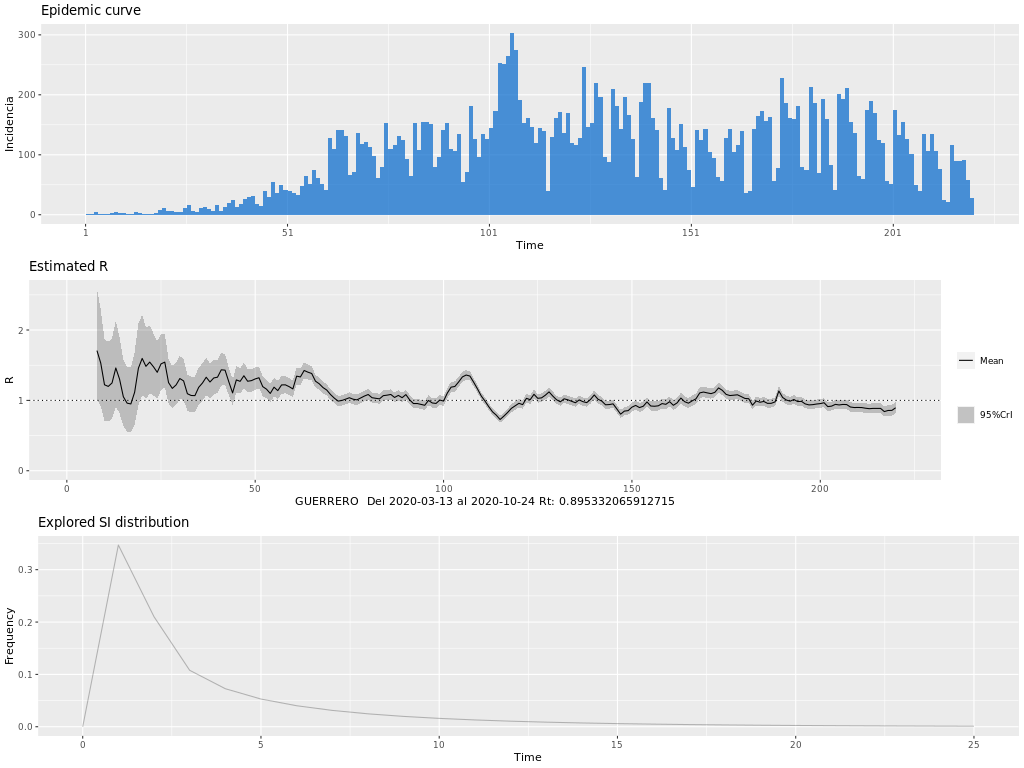 Epidemic curve
300
200
100
0
Incidencia
1 51 101 151 201
Time
Estimated R
2
1
0
R
0 50 100 150 200
GUERRERO Del 2020-03-13 al 2020-10-24 Rt: 0.895332065912715
Mean
95%CrI
Explored SI distribution
0.3
0.2
0.1
0.0
Frequency
0 5 10 15 20 25
Time